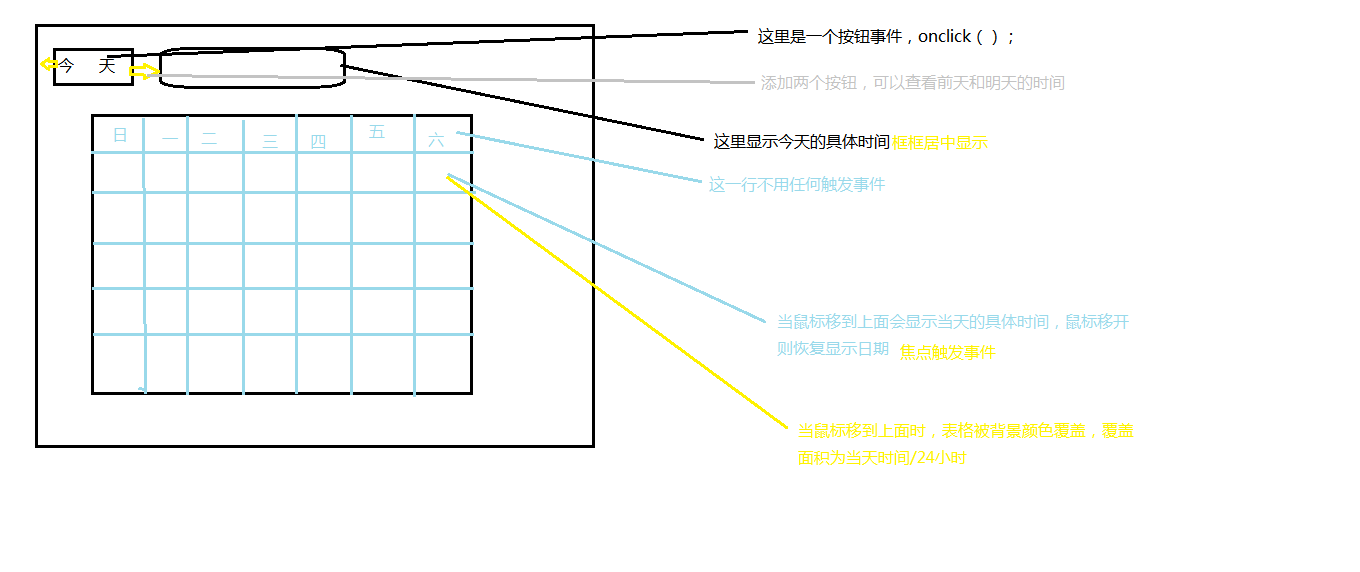 这里是一个按钮事件，onclick（）；
今 天
添加两个按钮，可以查看前天和明天的时间
这里显示今天的具体时间 框框居中显示
日 一 二 三 四 五 六
这一行不用任何触发事件
当鼠标移到上面会显示当天的具体时间，鼠标移开
则恢复显示日期 焦点触发事件
当鼠标移到上面时，表格被背景颜色覆盖，覆盖
面积为当天时间/24小时